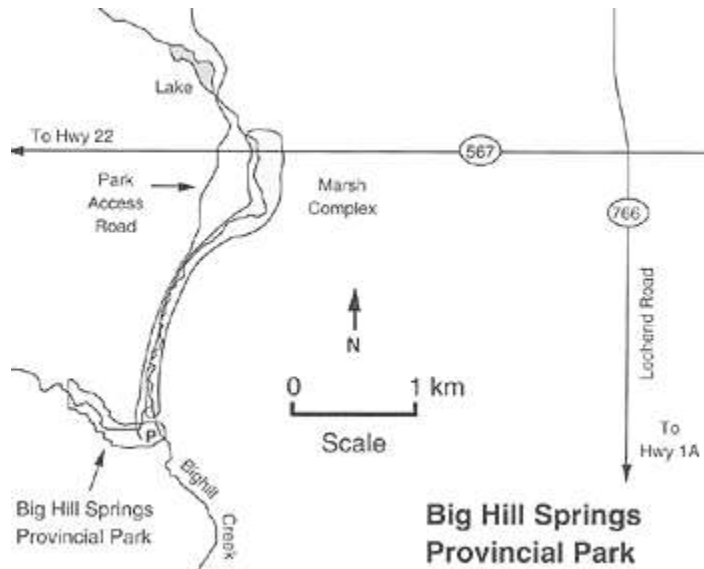 Lake
To Hwy 22
567
Park
Access
Road
Marsh
Complex
766
N
Lochend Road
0 1 km
Scale
To
Hwy 1A
P
Bighill
Creek
Big Hill Springs
Provincial Park
Big Hill Springs
Provincial Park